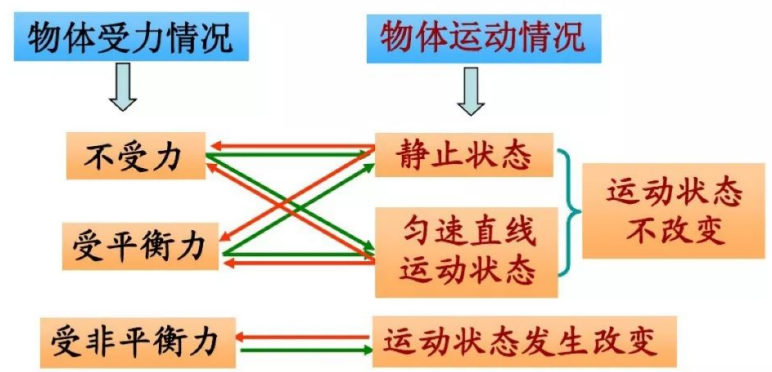 物体受力情况
物体运动情况
不受力
静止状态
受平衡力
匀速直线
运动状态
运动状态
不改变
受非平衡力
运动状态发生改变